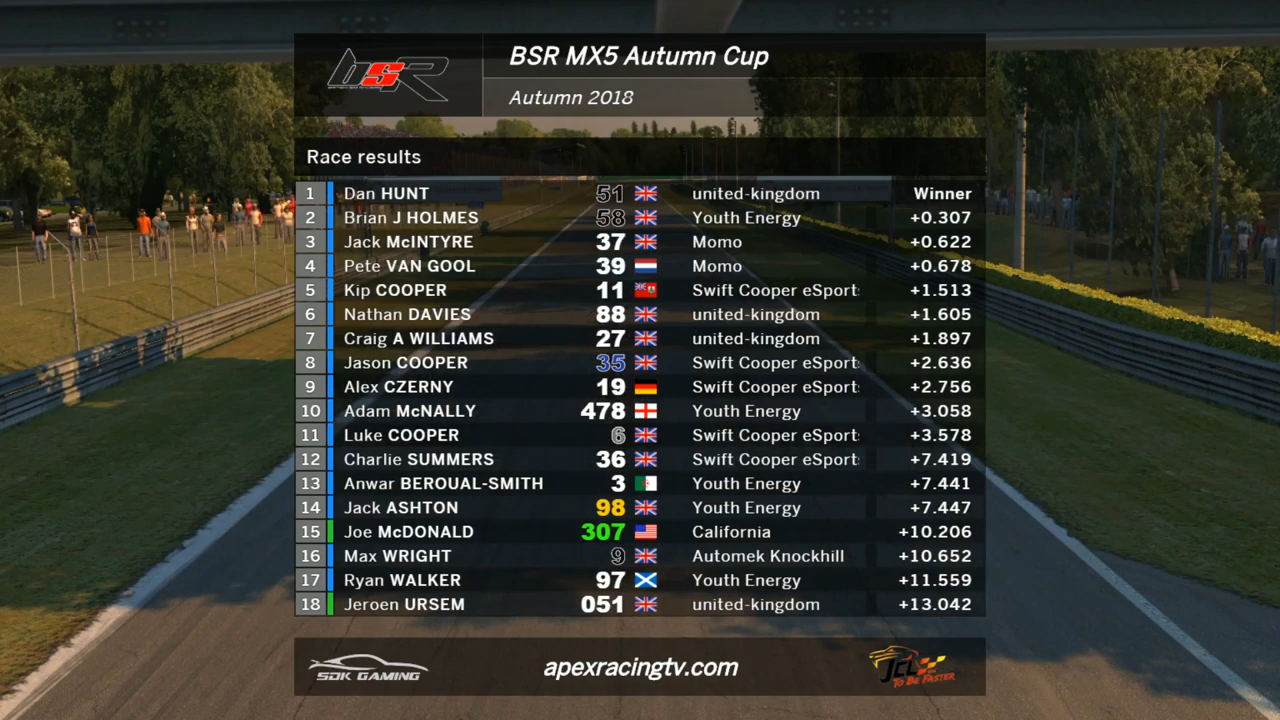 bsr
BSR MX5 Autumn Cup
Autumn 2018
Race results
1 Dan HUNT 51 united-kingdom Winner
2 Brian J HOLMES 58 Youth Energy +0.307
3 Jack McINTYRE 37 Momo +0.622
4 Pete VAN GOOL 39 Momo +0.678
5 Kip COOPER 11 Swift Cooper eSport +1.513
6 Nathan DAVIES 88 united-kingdom +1.605
7 Craig A WILLIAMS 27 united-kingdom +1.897
8 Jason COOPER 35 Swift Cooper eSport +2.636
9 Alex CZERNY 19 Swift Cooper eSport +2.756
10 Adam McNALLY 478 Youth Energy +3.058
11 Luke COOPER 6 Swift Cooper eSport +3.578
12 Charlie SUMMERS 36 Swift Cooper eSport +7.419
13 Anwar BEROUAL-SMITH 3 Youth Energy +7.441
14 Jack ASHTON 98 Youth Energy +7.447
15 Joe McDONALD 307 California +10.206
16 Max WRIGHT 9 Automek Knockhill +10.652
17 Ryan WALKER 97 Youth Energy +11.559
18 Jeroen URSEM 051 united-kingdom +13.042
SDK GAMING
apexracingtv.com
JCL
TO BE FASTER